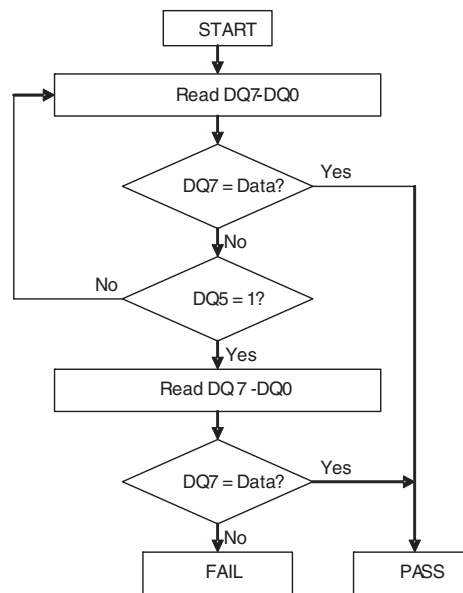 START
Read DQ7-DQ0
DQ7 = Data?
Yes
No
No
DQ5 = 1?
Yes
Read DQ 7 -DQ0
DQ7 = Data?
Yes
No
FAIL
PASS